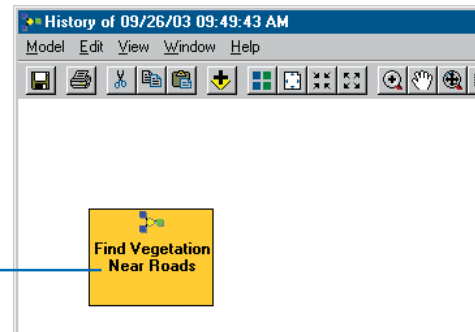 History of 09/26/03 09:49:43 AM
Model Edit View Window Help
Find Vegetation
Near Roads